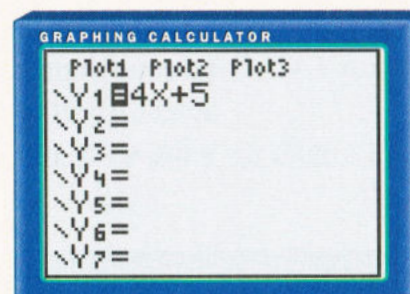 GRAPHING CALCULATOR
Plot1 Plot2 Plot3
\Y1=4X+5
\Y2=
\Y3=
\Y4=
\Y5=
\Y6=
\Y7=